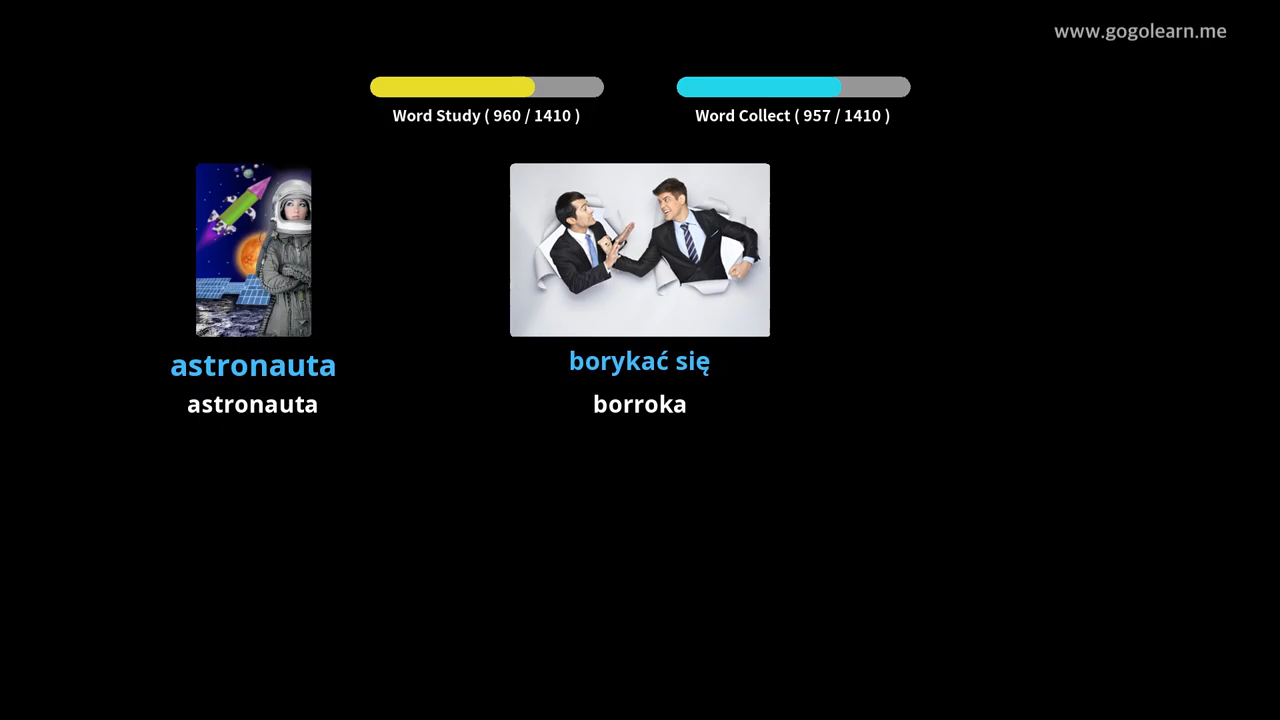 www.gogolearn.me
Word Study ( 960 / 1410 )
Word Collect ( 957 / 1410 )
astronauta
astronauta
borykać się
borroka